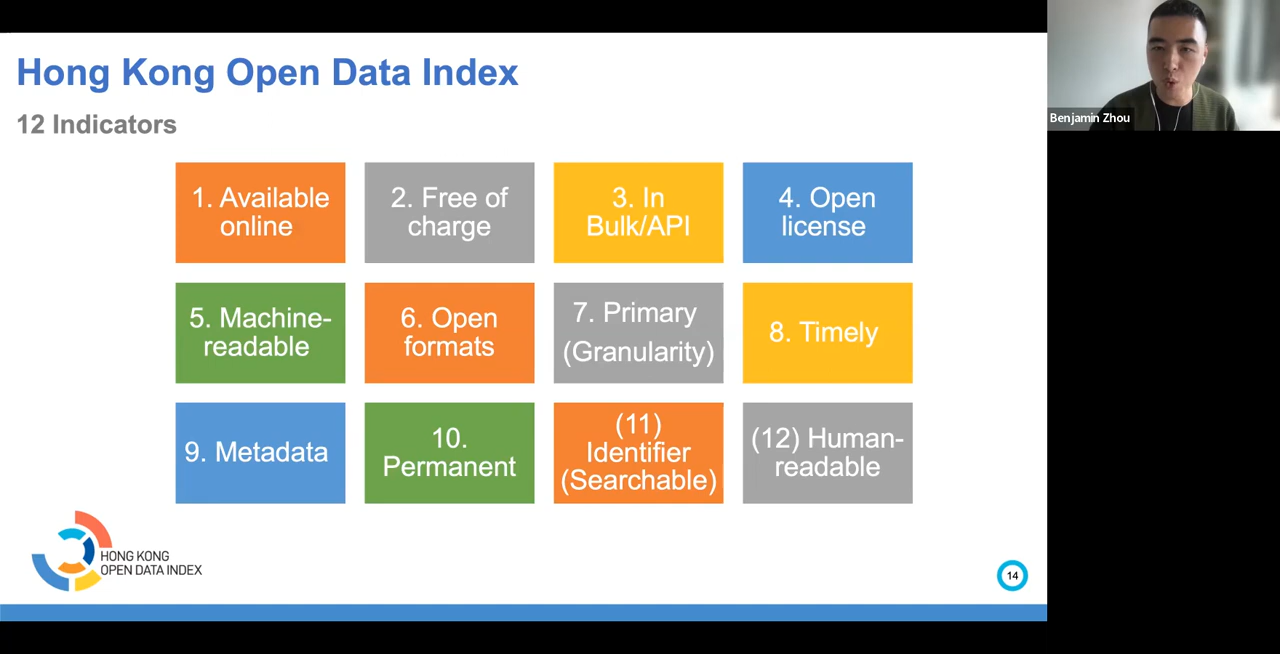 Hong Kong Open Data Index
12 Indicators
1. Available
online
2. Free of
charge
3. In
Bulk/API
4. Open
license
5. Machine-
readable
6. Open
formats
7. Primary
(Granularity)
8. Timely
9. Metadata
10.
Permanent
(11)
Identifier
(Searchable)
(12) Human-
readable
HONG KONG
OPEN DATA INDEX
14
Benjamin Zhou